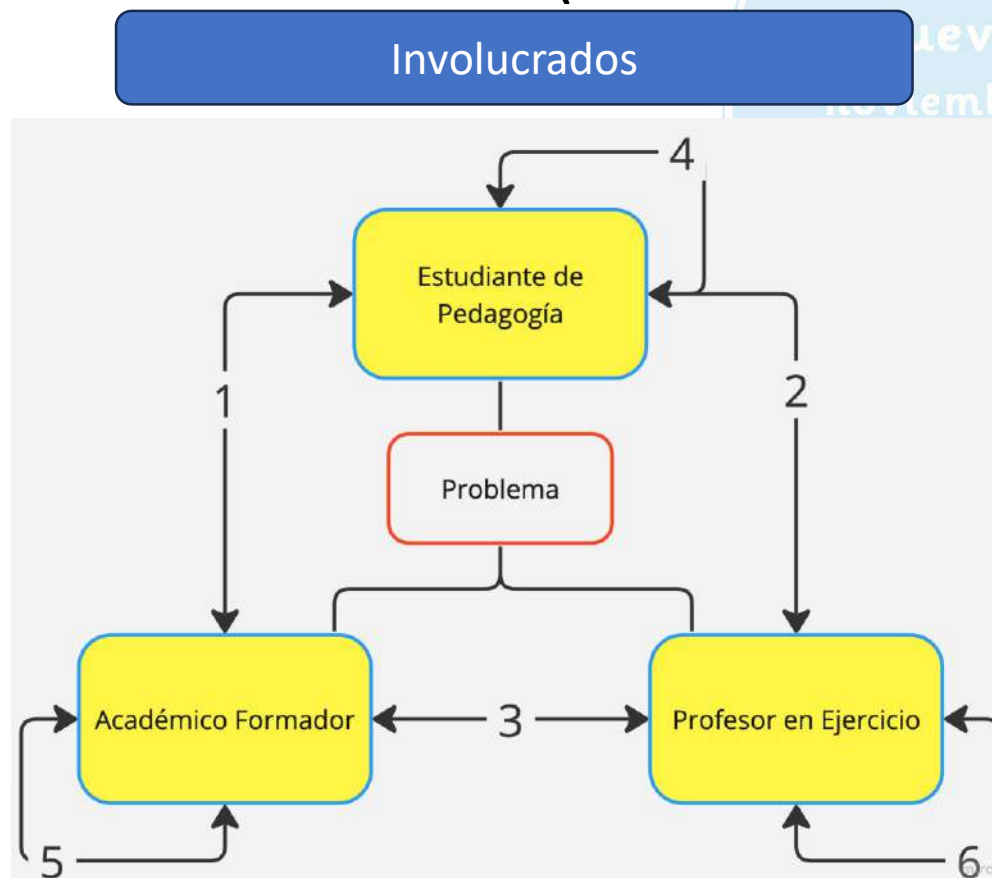 Involucrados
4
Estudiante de
Pedagogía
1
2
Problema
Académico Formador
3
Profesor en Ejercicio
5
6